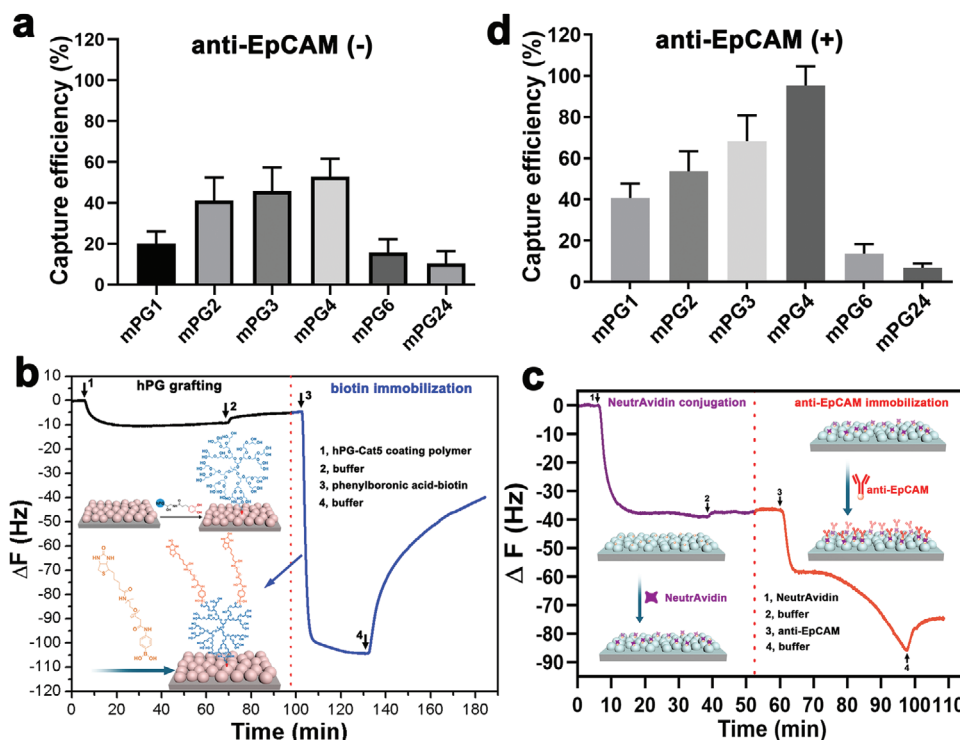 a
anti-EpCAM (-)
Capture efficiency (%)
120
100
80
60
40
20
0
mPG1
mPG2
mPG3
mPG4
mPG6
mPG24
d
anti-EpCAM (+)
Capture efficiency (%)
120
100
80
60
40
20
0
mPG1
mPG2
mPG3
mPG4
mPG6
mPG24
b
hPG grafting
biotin immobilization
1
2
3
4
1, hPG-Cat5 coating polymer
2, buffer
3, phenylboronic acid-biotin
4, buffer
ΔF (Hz)
10
0
-10
-20
-30
-40
-50
-60
-70
-80
-90
-100
-110
-120
0
20
40
60
80
100
120
140
160
180
Time (min)
c
NeutrAvidin conjugation
anti-EpCAM immobilization
1
2
3
4
anti-EpCAM
NeutrAvidin
1, NeutrAvidin
2, buffer
3, anti-EpCAM
4, buffer
Δ F (Hz)
0
-10
-20
-30
-40
-50
-60
-70
-80
-90
0
10
20
30
40
50
60
70
80
90
100
110
Time (min)